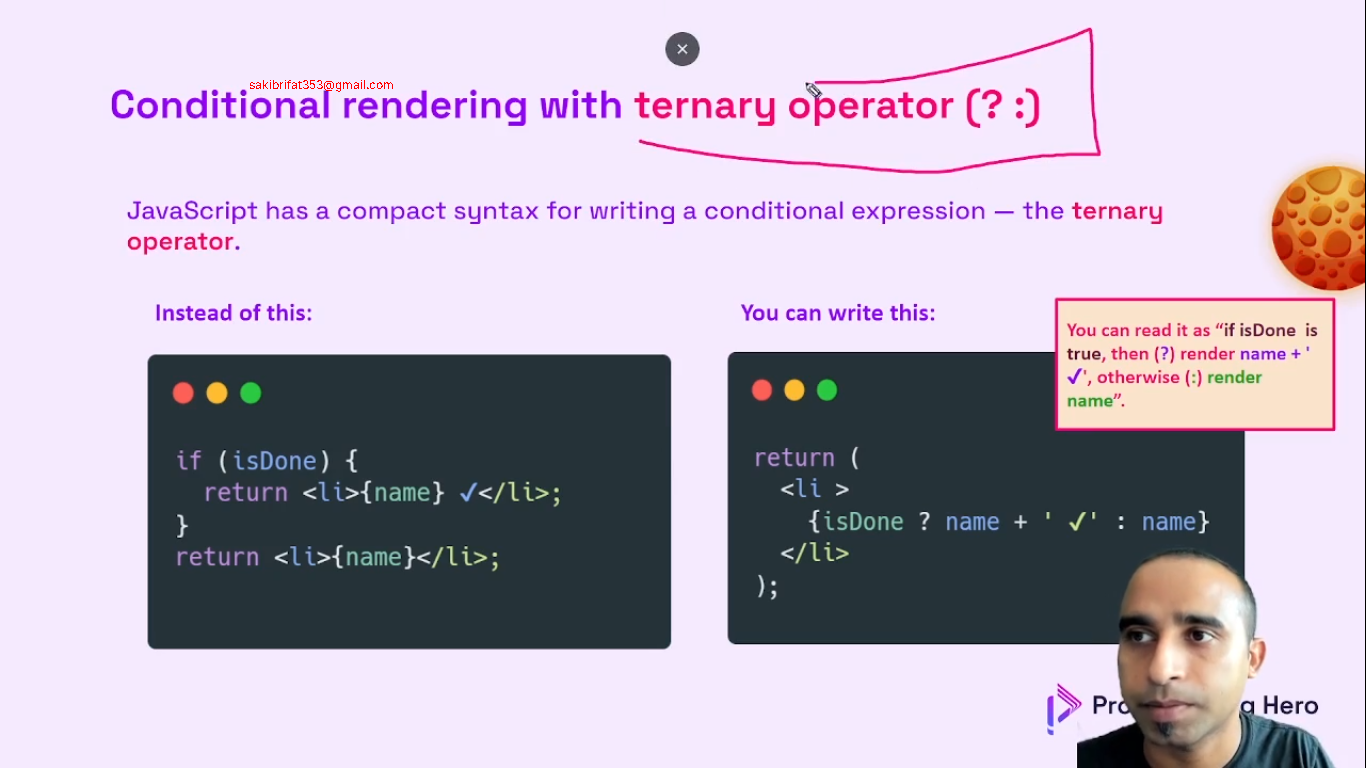 sakibrifat353@gmail.com
Conditional rendering with ternary operator (? :)
JavaScript has a compact syntax for writing a conditional expression — the ternary
operator.
Instead of this:
if (isDone) {
return <li>{name} ✓</li>;
}
return <li>{name}</li>;
You can write this:
return (
<li >
{isDone ? name + ' ✓' : name}
</li>
);
You can read it as “if isDone is
true, then (?) render name + '
✓', otherwise (:) render
name”.
Hero